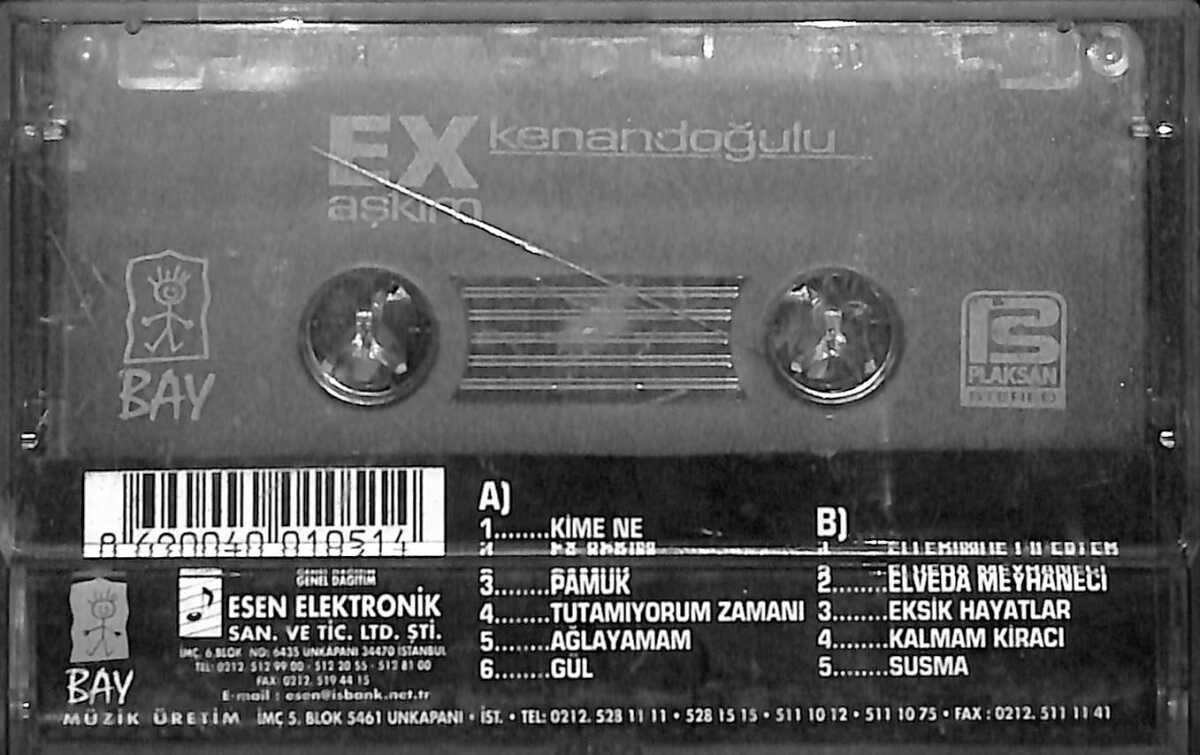 EX kenandoğulu
aşkım
BAY
PLAKSAN
STEREO
8 690040 010514
A)
1........KİME NE
3........PAMUK
4........TUTAMIYORUM ZAMANI
5........AĞLAYAMAM
6........GÜL
B)
2........ELVEDA MEYHANECİ
3........EKSİK HAYATLAR
4........KALMAM KİRACI
5........SUSMA
GENEL DAĞITIM
ESEN ELEKTRONİK
SAN. VE TİC. LTD. ŞTİ.
İMÇ. 6.BLOK NO: 6435 UNKAPANI 34470 İSTANBUL
TEL: 0212. 512 99 00 - 512 20 55 - 512 81 00
FAX: 0212. 519 44 15
E-mail : esen@isbank.net.tr
BAY
MÜZİK ÜRETİM İMÇ 5. BLOK 5461 UNKAPANI • İST. • TEL: 0212. 528 11 11 • 528 15 15 • 511 10 12 • 511 10 75 • FAX : 0212. 511 11 41